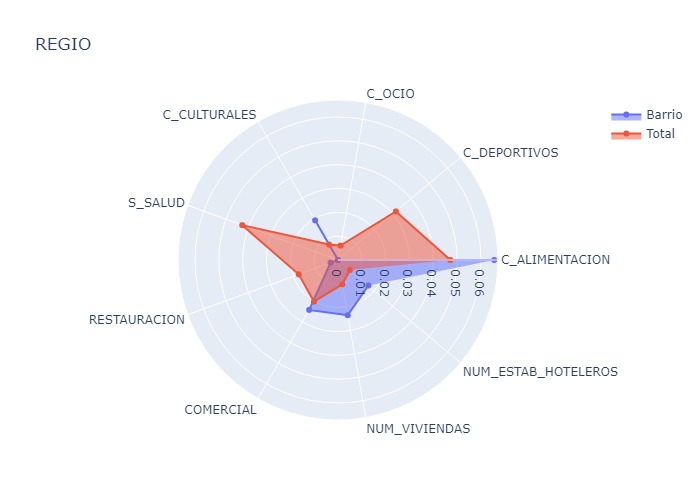 REGIO
C_OCIO
C_CULTURALES
Barrio
Total
C_DEPORTIVOS
S_SALUD
C_ALIMENTACION
0
0.01
0.02
0.03
0.04
0.05
0.06
RESTAURACION
NUM_ESTAB_HOTELEROS
COMERCIAL
NUM_VIVIENDAS